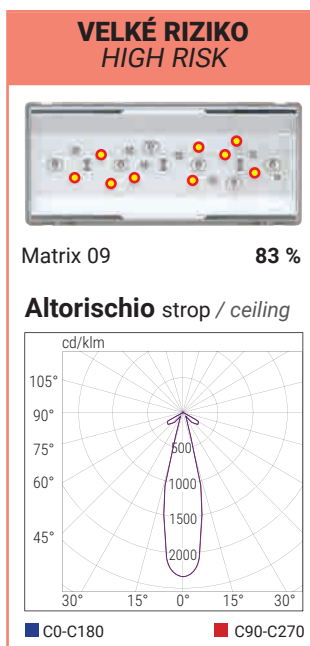 VELKÉ RIZIKO
HIGH RISK
Matrix 09 83 %
Altorischio strop / ceiling
cd/klm
105°
90°
75°
60°
45°
500
1000
1500
2000
30° 15° 0° 15° 30°
C0-C180 C90-C270